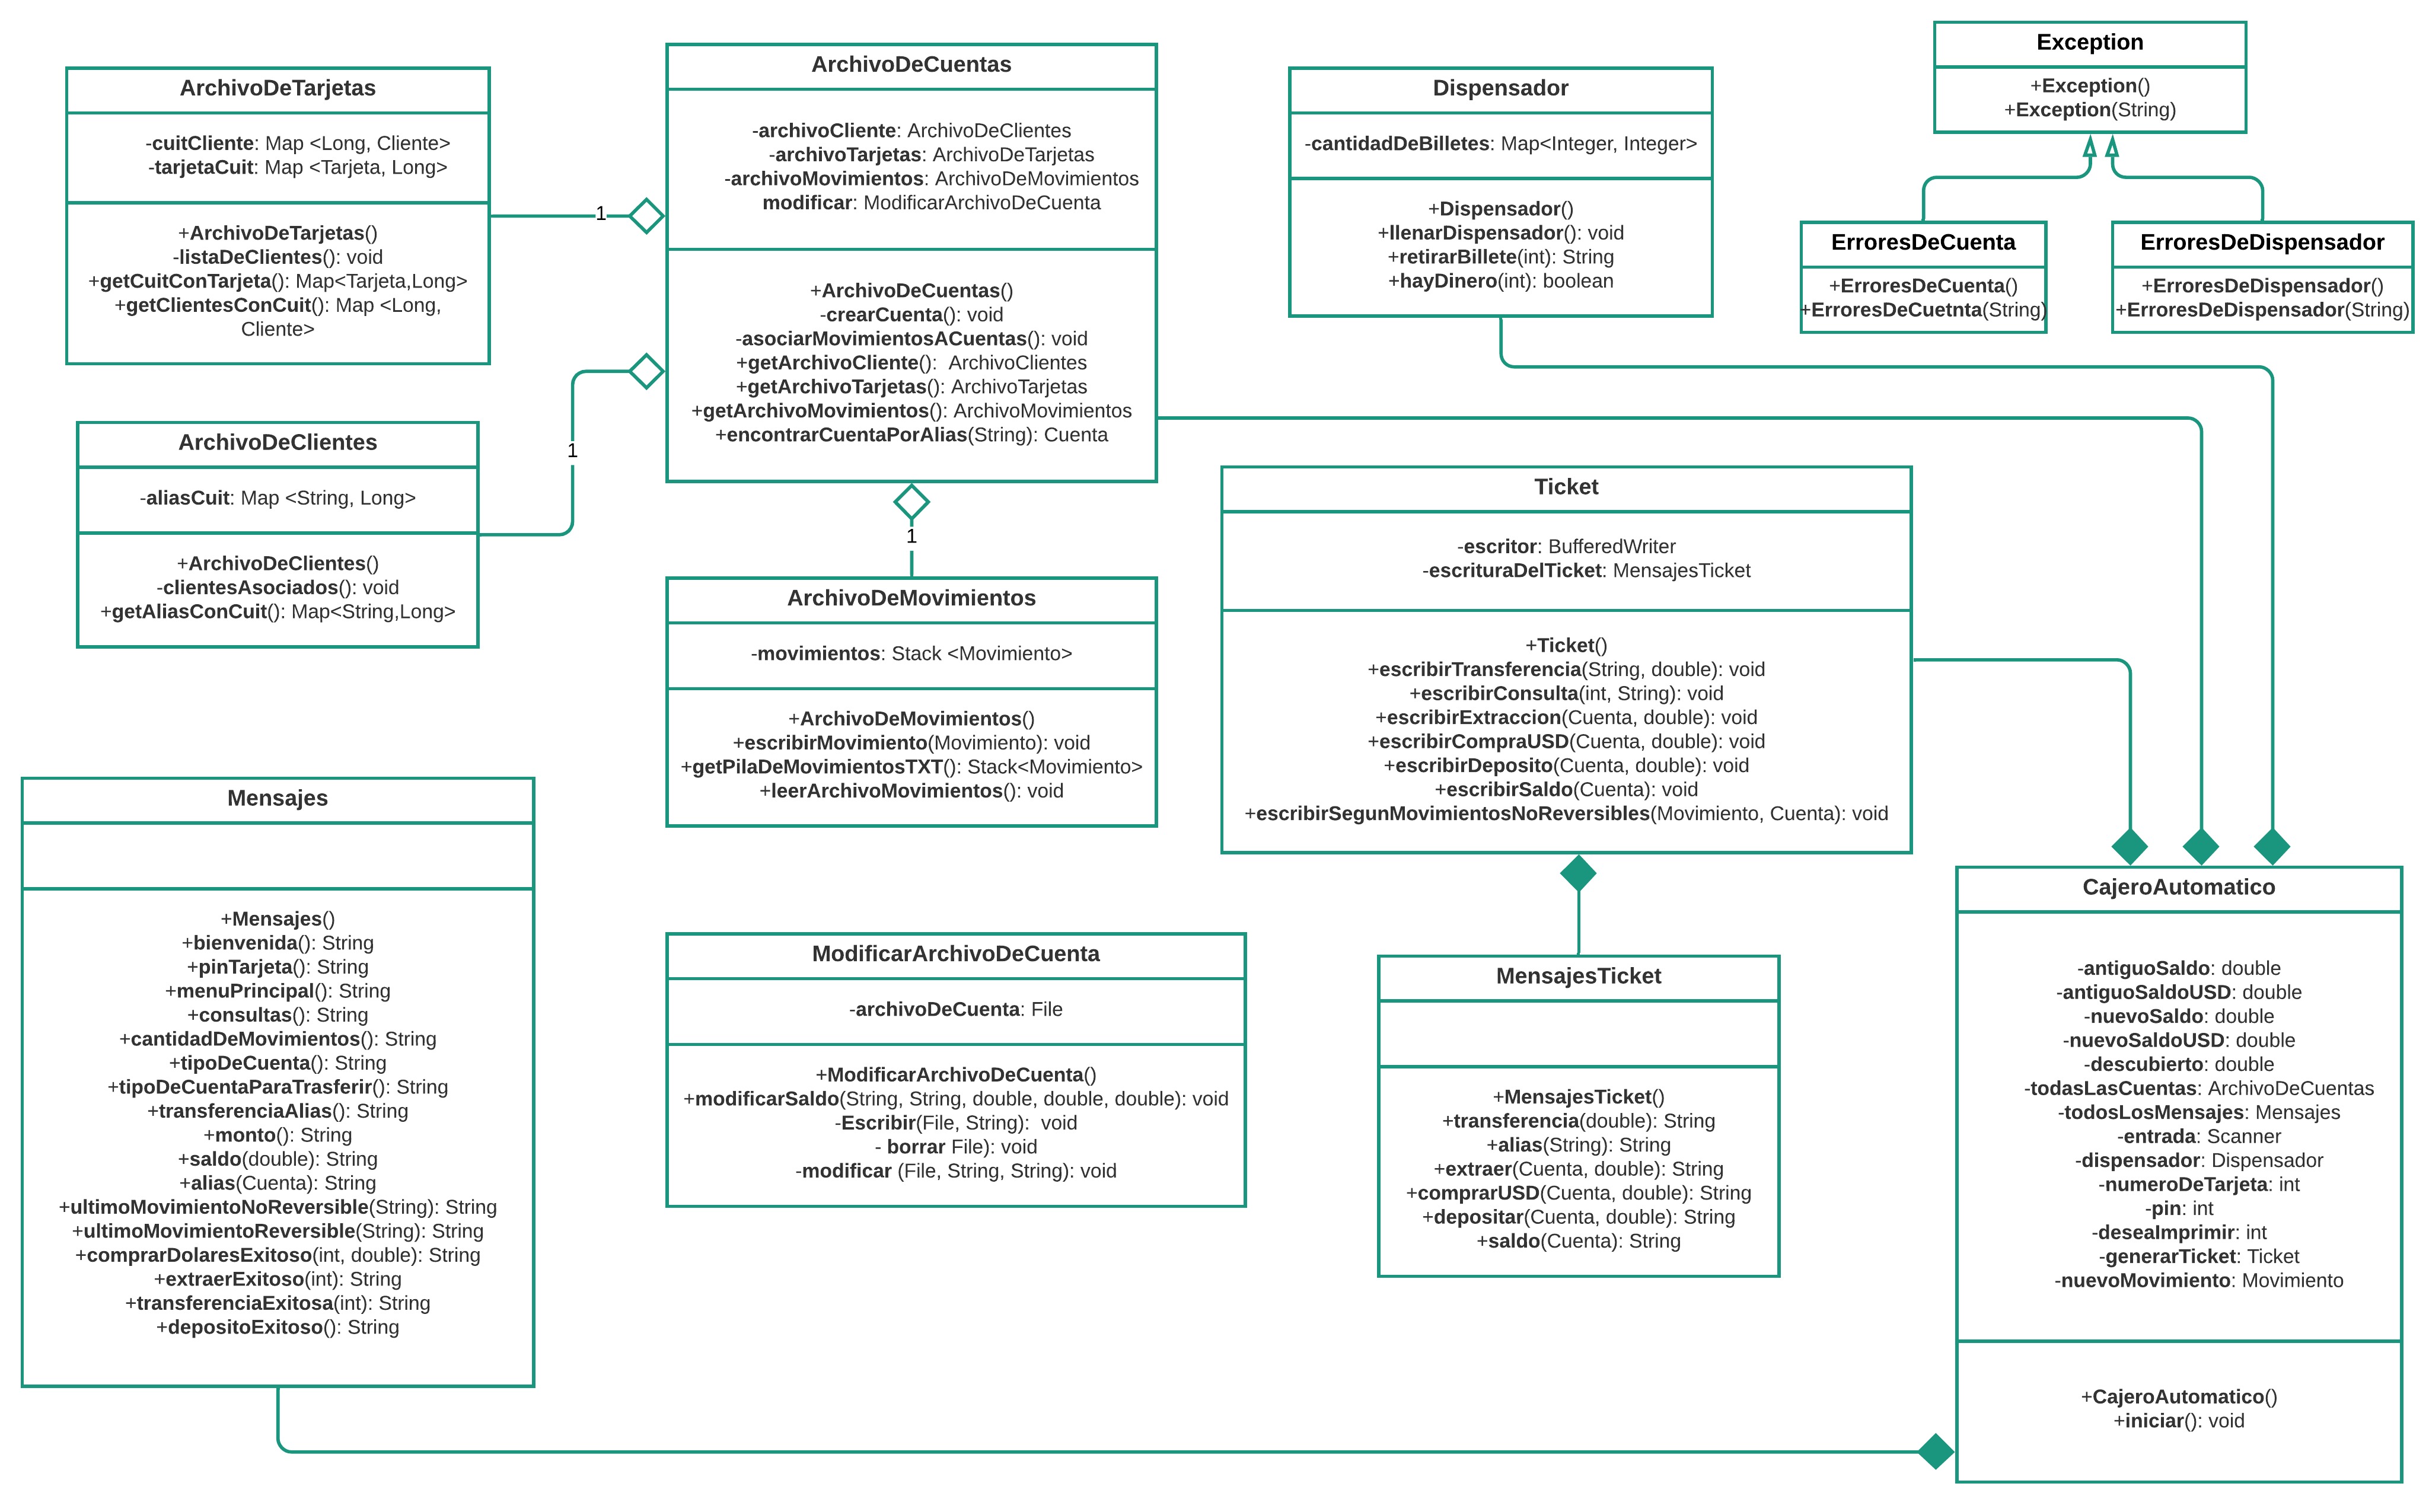 ArchivoDeTarjetas
-cuitCliente: Map <Long, Cliente>
-tarjetaCuit: Map <Tarjeta, Long>
+ArchivoDeTarjetas()
-listaDeClientes(): void
+getCuitConTarjeta(): Map<Tarjeta,Long>
+getClientesConCuit(): Map <Long,
Cliente>
1
ArchivoDeClientes
-aliasCuit: Map <String, Long>
+ArchivoDeClientes()
-clientesAsociados(): void
+getAliasConCuit(): Map<String,Long>
1
ArchivoDeCuentas
-archivoCliente: ArchivoDeClientes
-archivoTarjetas: ArchivoDeTarjetas
-archivoMovimientos: ArchivoDeMovimientos
modificar: ModificarArchivoDeCuenta
+ArchivoDeCuentas()
-crearCuenta(): void
-asociarMovimientosACuentas(): void
+getArchivoCliente():  ArchivoClientes
+getArchivoTarjetas(): ArchivoTarjetas
+getArchivoMovimientos(): ArchivoMovimientos
+encontrarCuentaPorAlias(String): Cuenta
1
ArchivoDeMovimientos
-movimientos: Stack <Movimiento>
+ArchivoDeMovimientos()
+escribirMovimiento(Movimiento): void
+getPilaDeMovimientosTXT(): Stack<Movimiento>
+leerArchivoMovimientos(): void
Dispensador
-cantidadDeBilletes: Map<Integer, Integer>
+Dispensador()
+llenarDispensador(): void
+retirarBillete(int): String
+hayDinero(int): boolean
Exception
+Exception()
+Exception(String)
ErroresDeCuenta
+ErroresDeCuenta()
+ErroresDeCuetnta(String)
ErroresDeDispensador
+ErroresDeDispensador()
+ErroresDeDispensador(String)
Ticket
-escritor: BufferedWriter
-escrituraDelTicket: MensajesTicket
+Ticket()
+escribirTransferencia(String, double): void
+escribirConsulta(int, String): void
+escribirExtraccion(Cuenta, double): void
+escribirCompraUSD(Cuenta, double): void
+escribirDeposito(Cuenta, double): void
+escribirSaldo(Cuenta): void
+escribirSegunMovimientosNoReversibles(Movimiento, Cuenta): void
Mensajes
+Mensajes()
+bienvenida(): String
+pinTarjeta(): String
+menuPrincipal(): String
+consultas(): String
+cantidadDeMovimientos(): String
+tipoDeCuenta(): String
+tipoDeCuentaParaTrasferir(): String
+transferenciaAlias(): String
+monto(): String
+saldo(double): String
+alias(Cuenta): String
+ultimoMovimientoNoReversible(String): String
+ultimoMovimientoReversible(String): String
+comprarDolaresExitoso(int, double): String
+extraerExitoso(int): String
+transferenciaExitosa(int): String
+depositoExitoso(): String
ModificarArchivoDeCuenta
-archivoDeCuenta: File
+ModificarArchivoDeCuenta()
+modificarSaldo(String, String, double, double, double): void
-Escribir(File, String):  void
- borrar File): void
-modificar (File, String, String): void
MensajesTicket
+MensajesTicket()
+transferencia(double): String
+alias(String): String
+extraer(Cuenta, double): String
+comprarUSD(Cuenta, double): String
+depositar(Cuenta, double): String
+saldo(Cuenta): String
CajeroAutomatico
-antiguoSaldo: double
-antiguoSaldoUSD: double
-nuevoSaldo: double
-nuevoSaldoUSD: double
-descubierto: double
-todasLasCuentas: ArchivoDeCuentas
-todosLosMensajes: Mensajes
-entrada: Scanner
-dispensador: Dispensador
-numeroDeTarjeta: int
-pin: int
-deseaImprimir: int
-generarTicket: Ticket
-nuevoMovimiento: Movimiento
+CajeroAutomatico()
+iniciar(): void